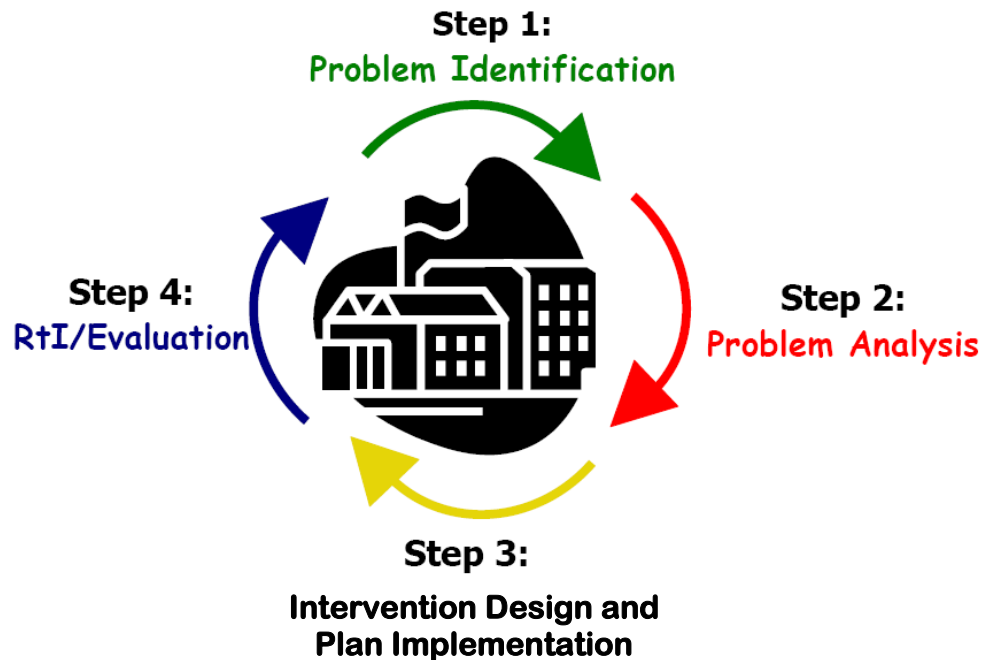 Step 1:
Problem Identification
Step 2:
Problem Analysis
Step 3:
Intervention Design and
Plan Implementation
Step 4:
RtI/Evaluation